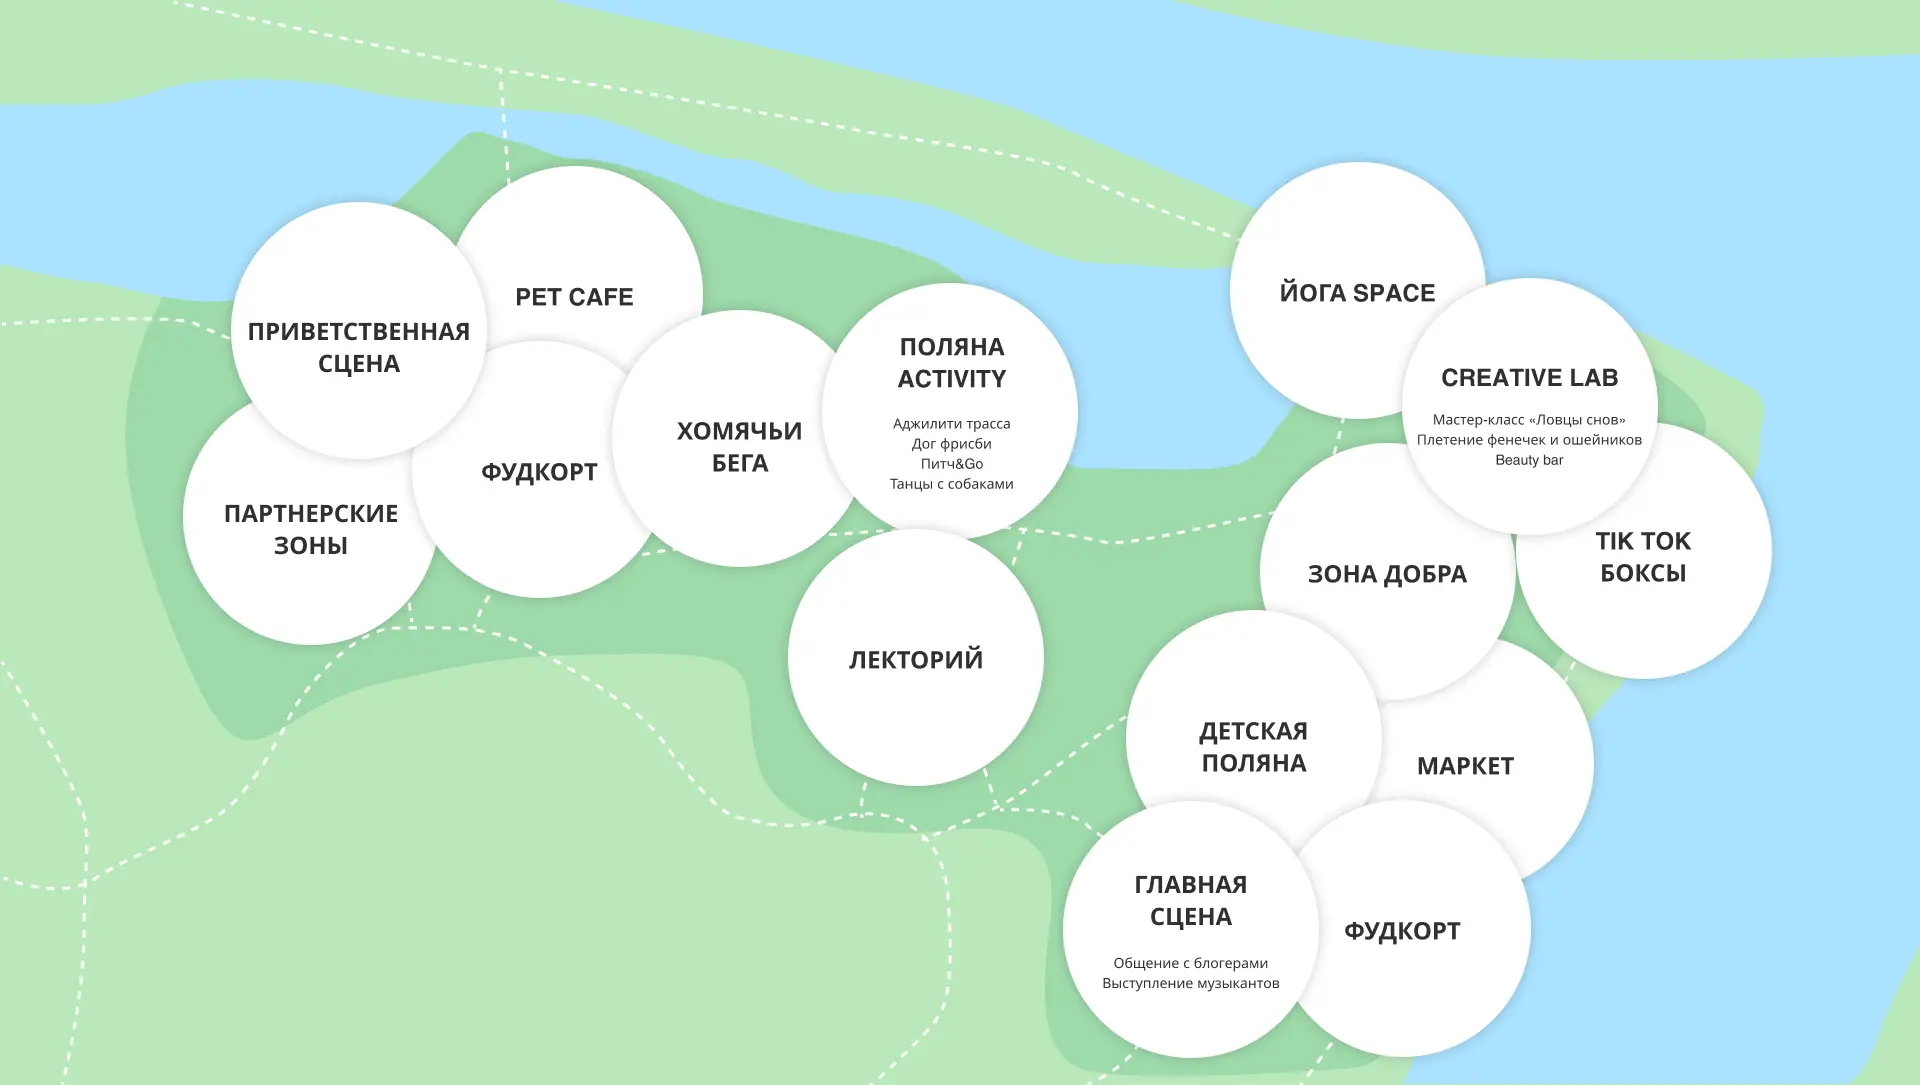 PET CAFE
ПРИВЕТСТВЕННАЯ
СЦЕНА
ПАРТНЕРСКИЕ
ЗОНЫ
ФУДКОРТ
ХОМЯЧЬИ
БЕГА
ПОЛЯНА
ACTIVITY
Аджилити трасса
Дог фрисби
Питч&Go
Танцы с собаками
ЛЕКТОРИЙ
ЙОГА SPACE
CREATIVE LAB
Мастер-класс «Ловцы снов»
Плетение фенечек и ошейников
Beauty bar
TIK TOK
БОКСЫ
ЗОНА ДОБРА
ДЕТСКАЯ
ПОЛЯНА
МАРКЕТ
ГЛАВНАЯ
СЦЕНА
Общение с блогерами
Выступление музыкантов
ФУДКОРТ